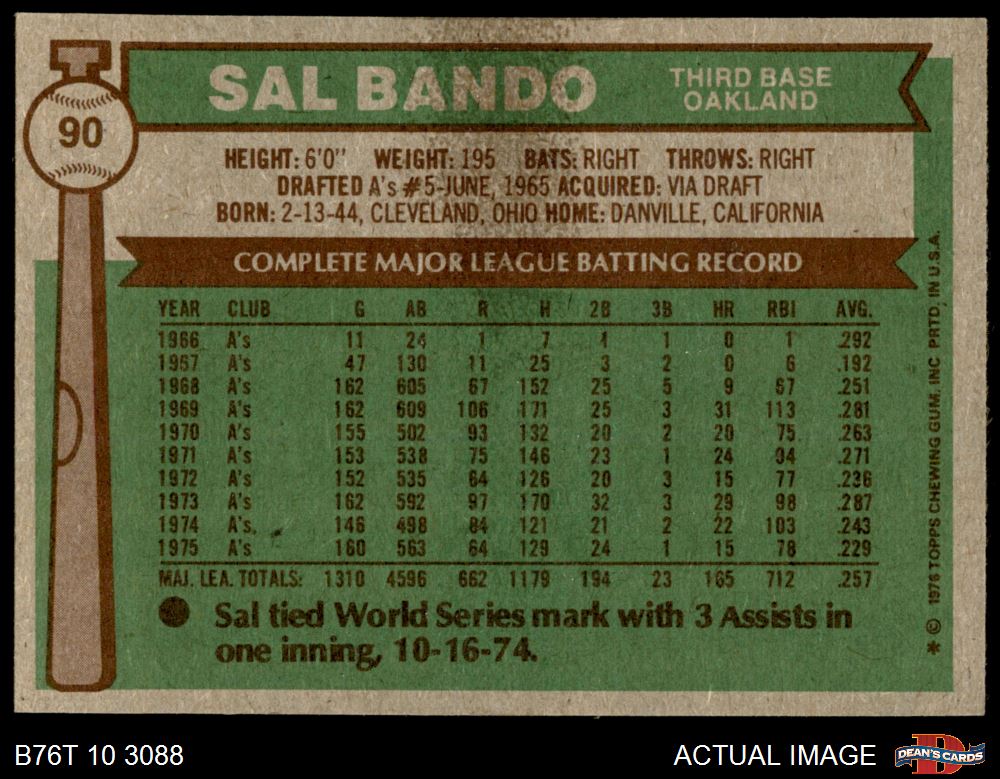 SAL BANDO
THIRD BASE
OAKLAND
90
HEIGHT: 6'0" WEIGHT: 195 BATS: RIGHT THROWS: RIGHT
DRAFTED A's #5-JUNE, 1965 ACQUIRED: VIA DRAFT
BORN: 2-13-44, CLEVELAND, OHIO HOME: DANVILLE, CALIFORNIA
COMPLETE MAJOR LEAGUE BATTING RECORD
YEAR CLUB G AB R H 2B 3B HR RBI AVG.
1966 A's 11 24 1 7 1 1 0 1 .292
1967 A's 47 130 11 25 3 2 0 6 .192
1968 A's 162 605 67 152 25 5 9 67 .251
1969 A's 162 609 106 171 25 3 31 113 .281
1970 A's 155 502 93 132 20 2 20 75 .263
1971 A's 153 538 75 146 23 1 24 94 .271
1972 A's 152 535 64 126 20 3 15 77 .236
1973 A's 162 592 97 170 32 3 29 98 .287
1974 A's 146 498 84 121 21 2 22 103 .243
1975 A's 160 563 64 129 24 1 15 78 .229
MAJ. LEA. TOTALS: 1310 4596 662 1179 194 23 165 712 .257
Sal tied World Series mark with 3 Assists in
one inning, 10-16-74.
* © 1976 TOPPS CHEWING GUM, INC PRTD, IN U.S.A.
B76T 10 3088
ACTUAL IMAGE
DEAN'S CARDS